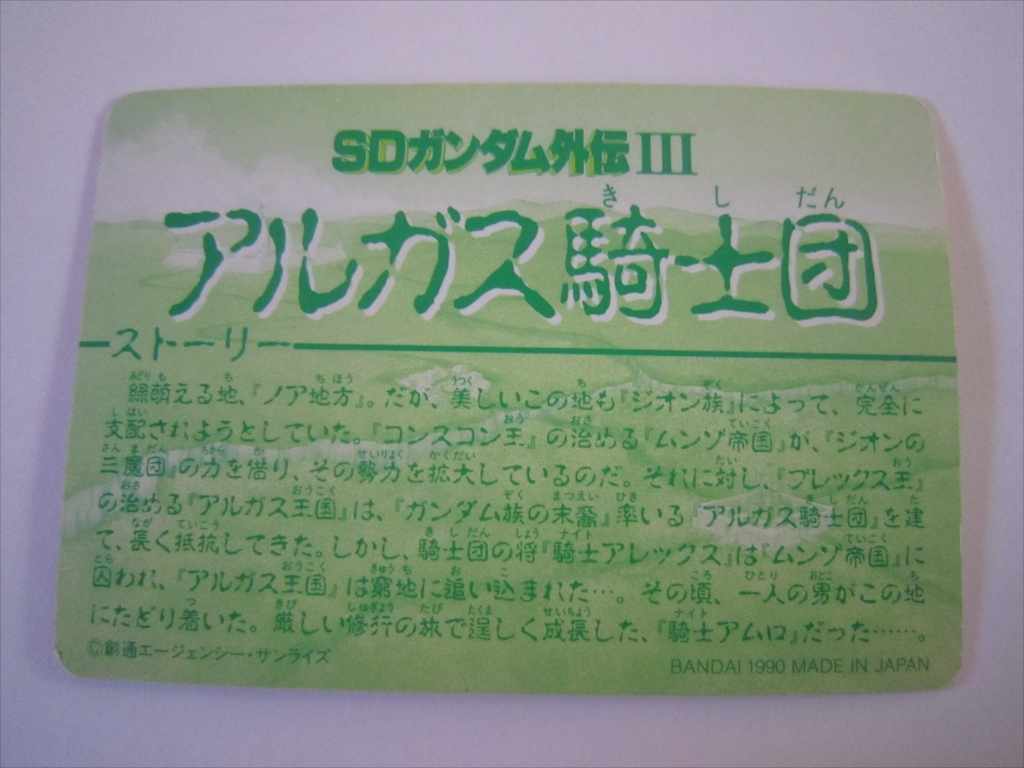 SDガンダム外伝III
アルガス騎士団
きしだん
ストーリー
緑萌える地、『ノア地方』。だが、美しいこの地も『ジオン族』によって、完全に
支配されようとしていた。『コンスコン王』の治める『ムンゾ帝国』が、『ジオンの
三魔団』の力を借り、その勢力を拡大しているのだ。それに対し、『ブレックス王』
の治める『アルガス王国』は、『ガンダム族の末裔』率いる『アルガス騎士団』を建
て、長く抵抗してきた。しかし、騎士団の将『騎士アレックス』は『ムンゾ帝国』に
囚われ、『アルガス王国』は窮地に追い込まれた…。その頃、一人の男がこの地
にたどり着いた。厳しい修行の旅で逞しく成長した、『騎士アムロ』だった……。
©創通エージェンシー・サンライズ
BANDAI 1990 MADE IN JAPAN